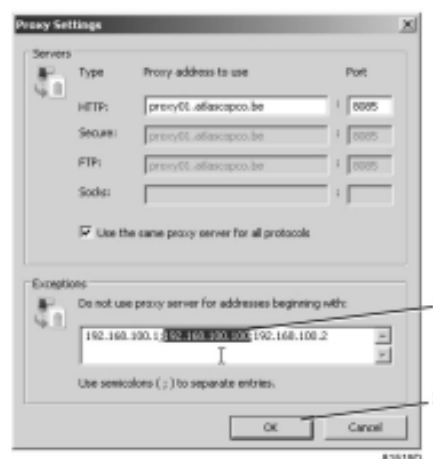 Proxy Settings
Servers
Type Proxy address to use Port
HTTP: proxy01.atlascopco.be : 8085
Secure: proxy01.atlascopco.be : 8085
FTP: proxy01.atlascopco.be : 8085
Socks: :
Use the same proxy server for all protocols
Exceptions
Do not use proxy server for addresses beginning with:
192.168.100.1;192.168.100.100;192.168.100.2
Use semicolons ( ; ) to separate entries.
OK Cancel